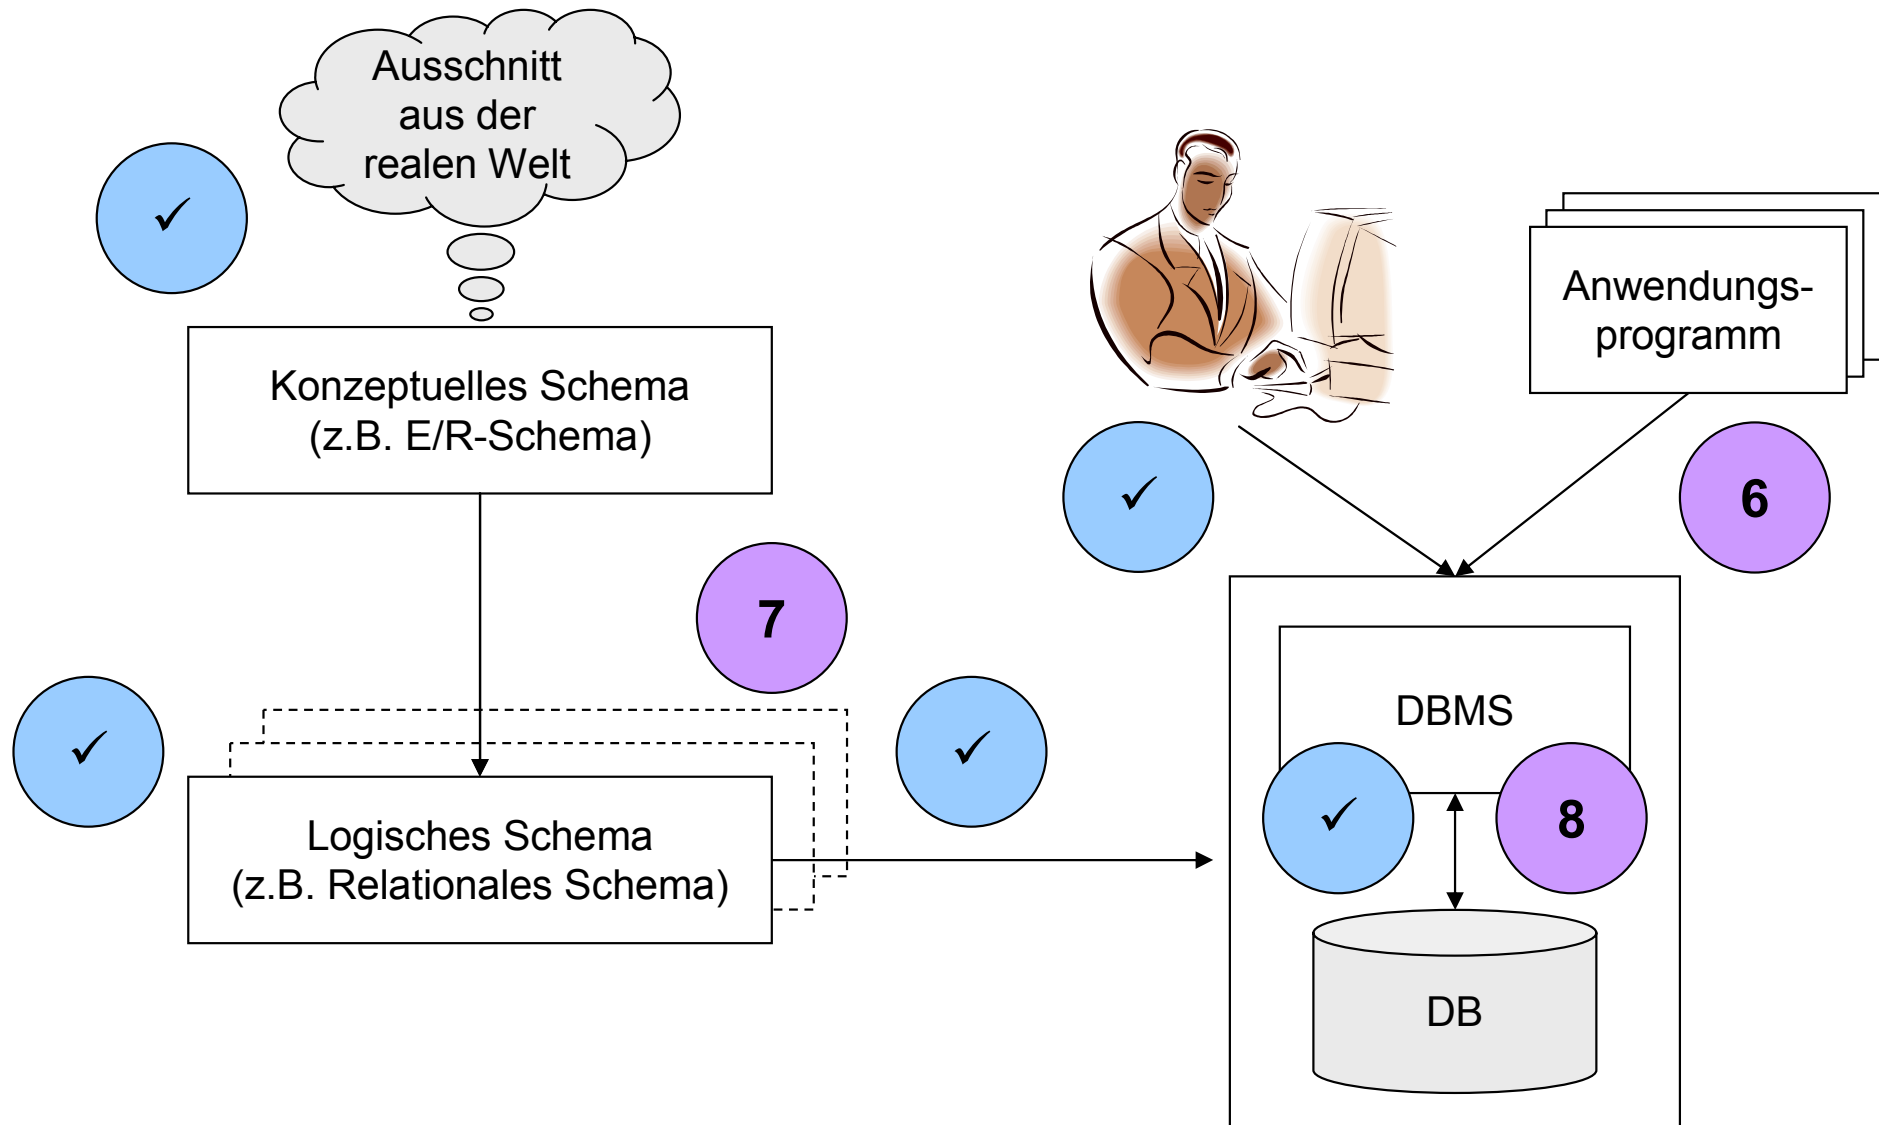 Ausschnitt
aus der
realen Welt
✓
Konzeptuelles Schema
(z.B. E/R-Schema)
7
✓
✓
Logisches Schema
(z.B. Relationales Schema)
Anwendungs-
programm
✓
6
DBMS
✓
8
DB